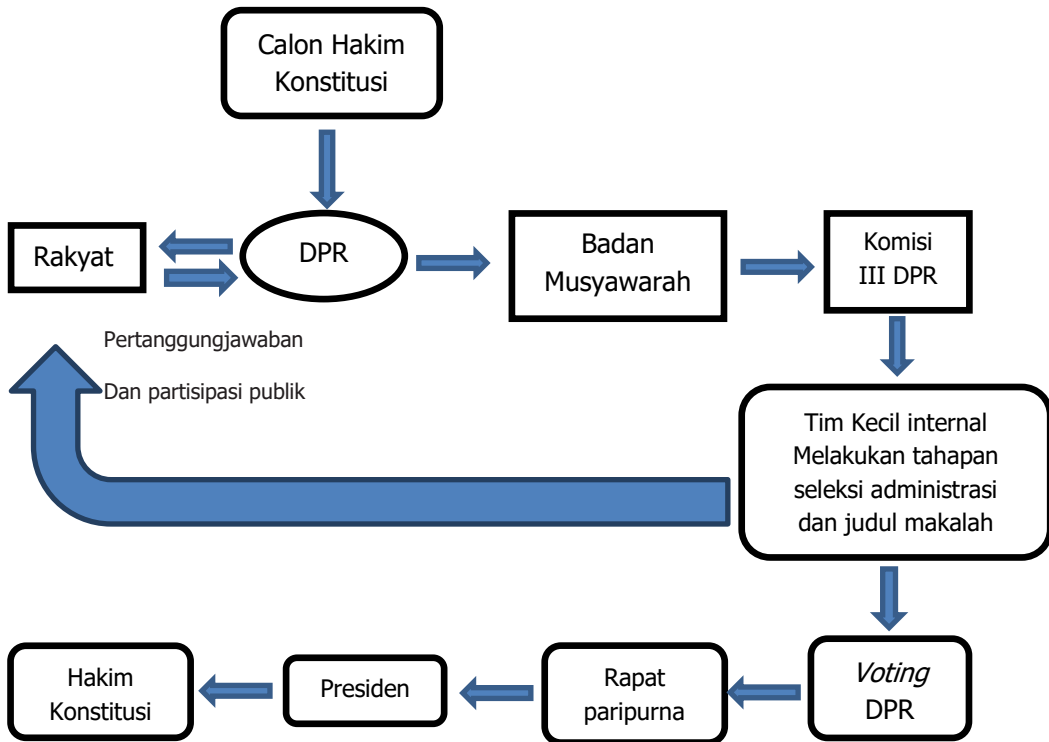 Calon Hakim
Konstitusi
Rakyat
DPR
Badan
Musyawarah
Komisi
III DPR
Pertanggungjawaban
Dan partisipasi publik
Tim Kecil internal
Melakukan tahapan
seleksi administrasi
dan judul makalah
Voting
DPR
Rapat
paripurna
Presiden
Hakim
Konstitusi